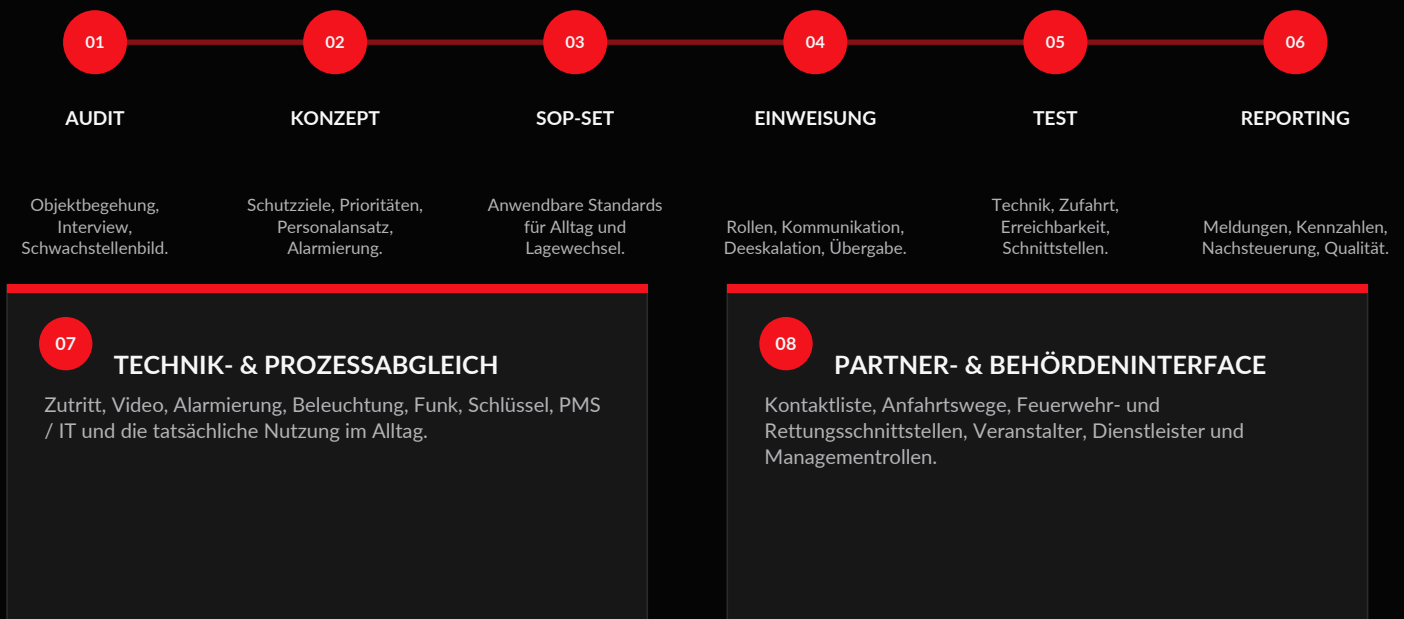 01
02
03
04
05
06
AUDIT
KONZEPT
SOP-SET
EINWEISUNG
TEST
REPORTING
Objektbegehung,
Interview,
Schwachstellenbild.
Schutzziele, Prioritäten,
Personalansatz,
Alarmierung.
Anwendbare Standards
für Alltag und
Lagewechsel.
Rollen, Kommunikation,
Deeskalation, Übergabe.
Technik, Zufahrt,
Erreichbarkeit,
Schnittstellen.
Meldungen, Kennzahlen,
Nachsteuerung, Qualität.
07
TECHNIK- & PROZESSABGLEICH
Zutritt, Video, Alarmierung, Beleuchtung, Funk, Schlüssel, PMS
/ IT und die tatsächliche Nutzung im Alltag.
08
PARTNER- & BEHÖRDENINTERFACE
Kontaktliste, Anfahrtswege, Feuerwehr- und
Rettungsschnittstellen, Veranstalter, Dienstleister und
Managementrollen.